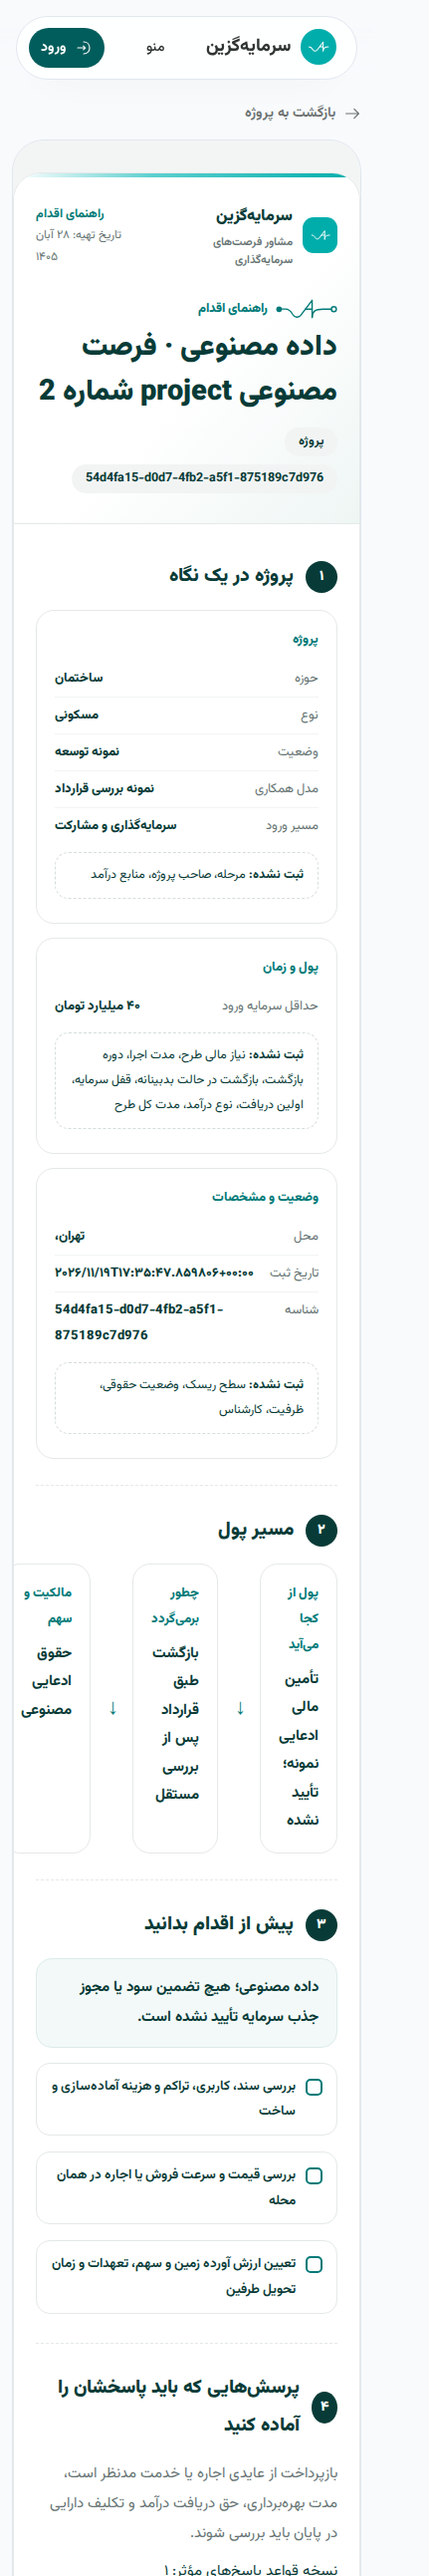 سرمایه‌گزین
منو
ورود
بازگشت به پروژه
سرمایه‌گزین
مشاور فرصت‌های
سرمایه‌گذاری
راهنمای اقدام
تاریخ تهیه: ۲۸ آبان
۱۴۰۵
راهنمای اقدام
داده مصنوعی · فرصت
مصنوعی project شماره 2
پروژه
54d4fa15-d0d7-4fb2-a5f1-875189c7d976
۱ پروژه در یک نگاه
پروژه
حوزه ساختمان
نوع مسکونی
وضعیت نمونه توسعه
مدل همکاری نمونه بررسی قرارداد
مسیر ورود سرمایه‌گذاری و مشارکت
ثبت نشده: مرحله، صاحب پروژه، منابع درآمد
پول و زمان
حداقل سرمایه ورود ۴۰ میلیارد تومان
ثبت نشده: نیاز مالی طرح، مدت اجرا، دوره
بازگشت، بازگشت در حالت بدبینانه، قفل سرمایه،
اولین دریافت، نوع درآمد، مدت کل طرح
وضعیت و مشخصات
محل تهران،
تاریخ ثبت ۲۰۲۶/۱۱/۱۹T۱۷:۳۵:۴۷.۸۵۹۸۰۶+۰۰:۰۰
شناسه 54d4fa15-d0d7-4fb2-a5f1-
875189c7d976
ثبت نشده: سطح ریسک، وضعیت حقوقی،
ظرفیت، کارشناس
۲ مسیر پول
پول از
کجا
می‌آید
تأمین
مالی
ادعایی
نمونه؛
تأیید
نشده
↓
چطور
برمی‌گردد
بازگشت
طبق
قرارداد
پس از
بررسی
مستقل
↓
مالکیت و
سهم
حقوق
ادعایی
مصنوعی
۳ پیش از اقدام بدانید
داده مصنوعی؛ هیچ تضمین سود یا مجوز
جذب سرمایه تأیید نشده است.
بررسی سند، کاربری، تراکم و هزینه آماده‌سازی و
ساخت
بررسی قیمت و سرعت فروش یا اجاره در همان
محله
تعیین ارزش آورده زمین و سهم، تعهدات و زمان
تحویل طرفین
۴ پرسش‌هایی که باید پاسخشان را
آماده کنید
بازپرداخت از عایدی اجاره یا خدمت مدنظر است،
مدت بهره‌برداری، حق دریافت درآمد و تکلیف دارایی
در پایان باید بررسی شوند.
نسخه قواعد پاسخ‌های مؤثر: ۱